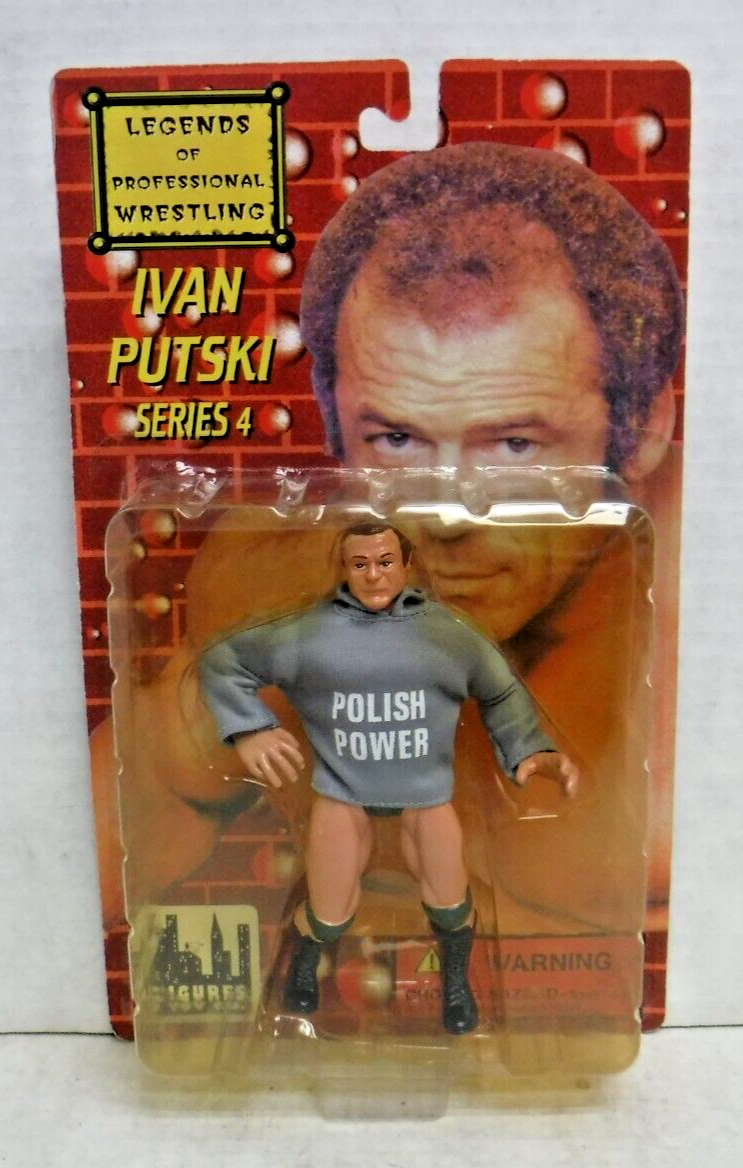 LEGENDS
OF
PROFESSIONAL
WRESTLING
IVAN
PUTSKI
SERIES 4
POLISH
POWER
FIGURES
WARNING